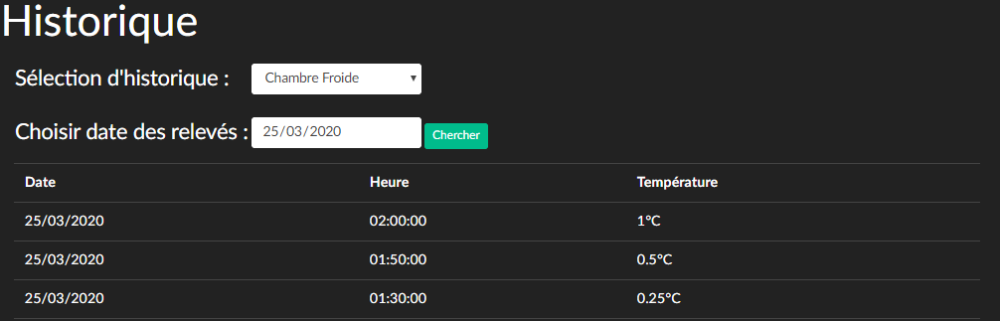 Historique
Sélection d'historique : Chambre Froide
Choisir date des relevés : 25/03/2020 Chercher
Date Heure Température
25/03/2020 02:00:00 1°C
25/03/2020 01:50:00 0.5°C
25/03/2020 01:30:00 0.25°C